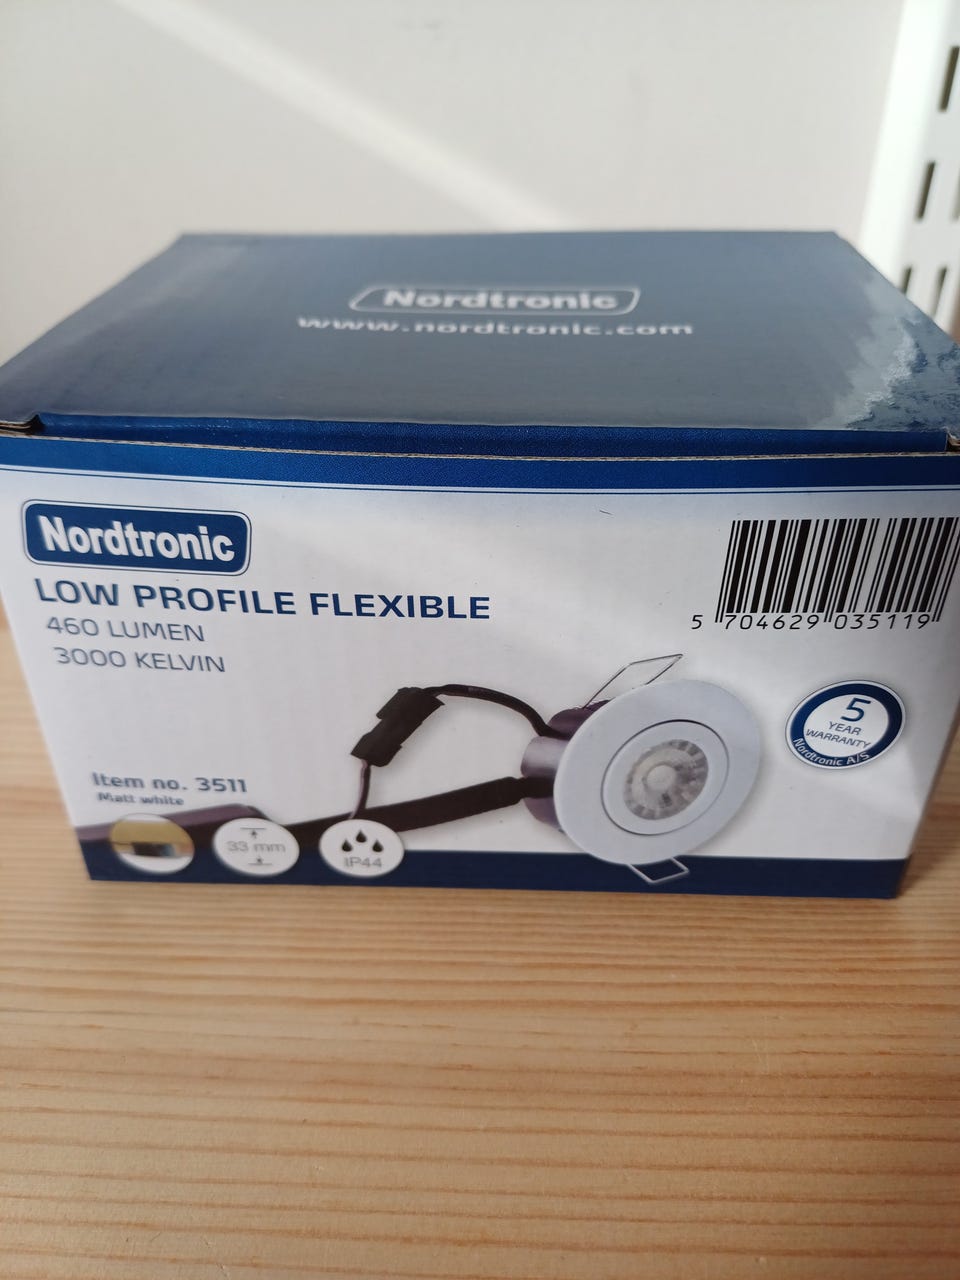 Nordtronic
www.nordtronic.com
Nordtronic
LOW PROFILE FLEXIBLE
460 LUMEN
3000 KELVIN
5 704629 035119
5
YEAR
WARRANTY
Nordtronic A/S
Item no. 3511
Matt white
33 mm
IP44